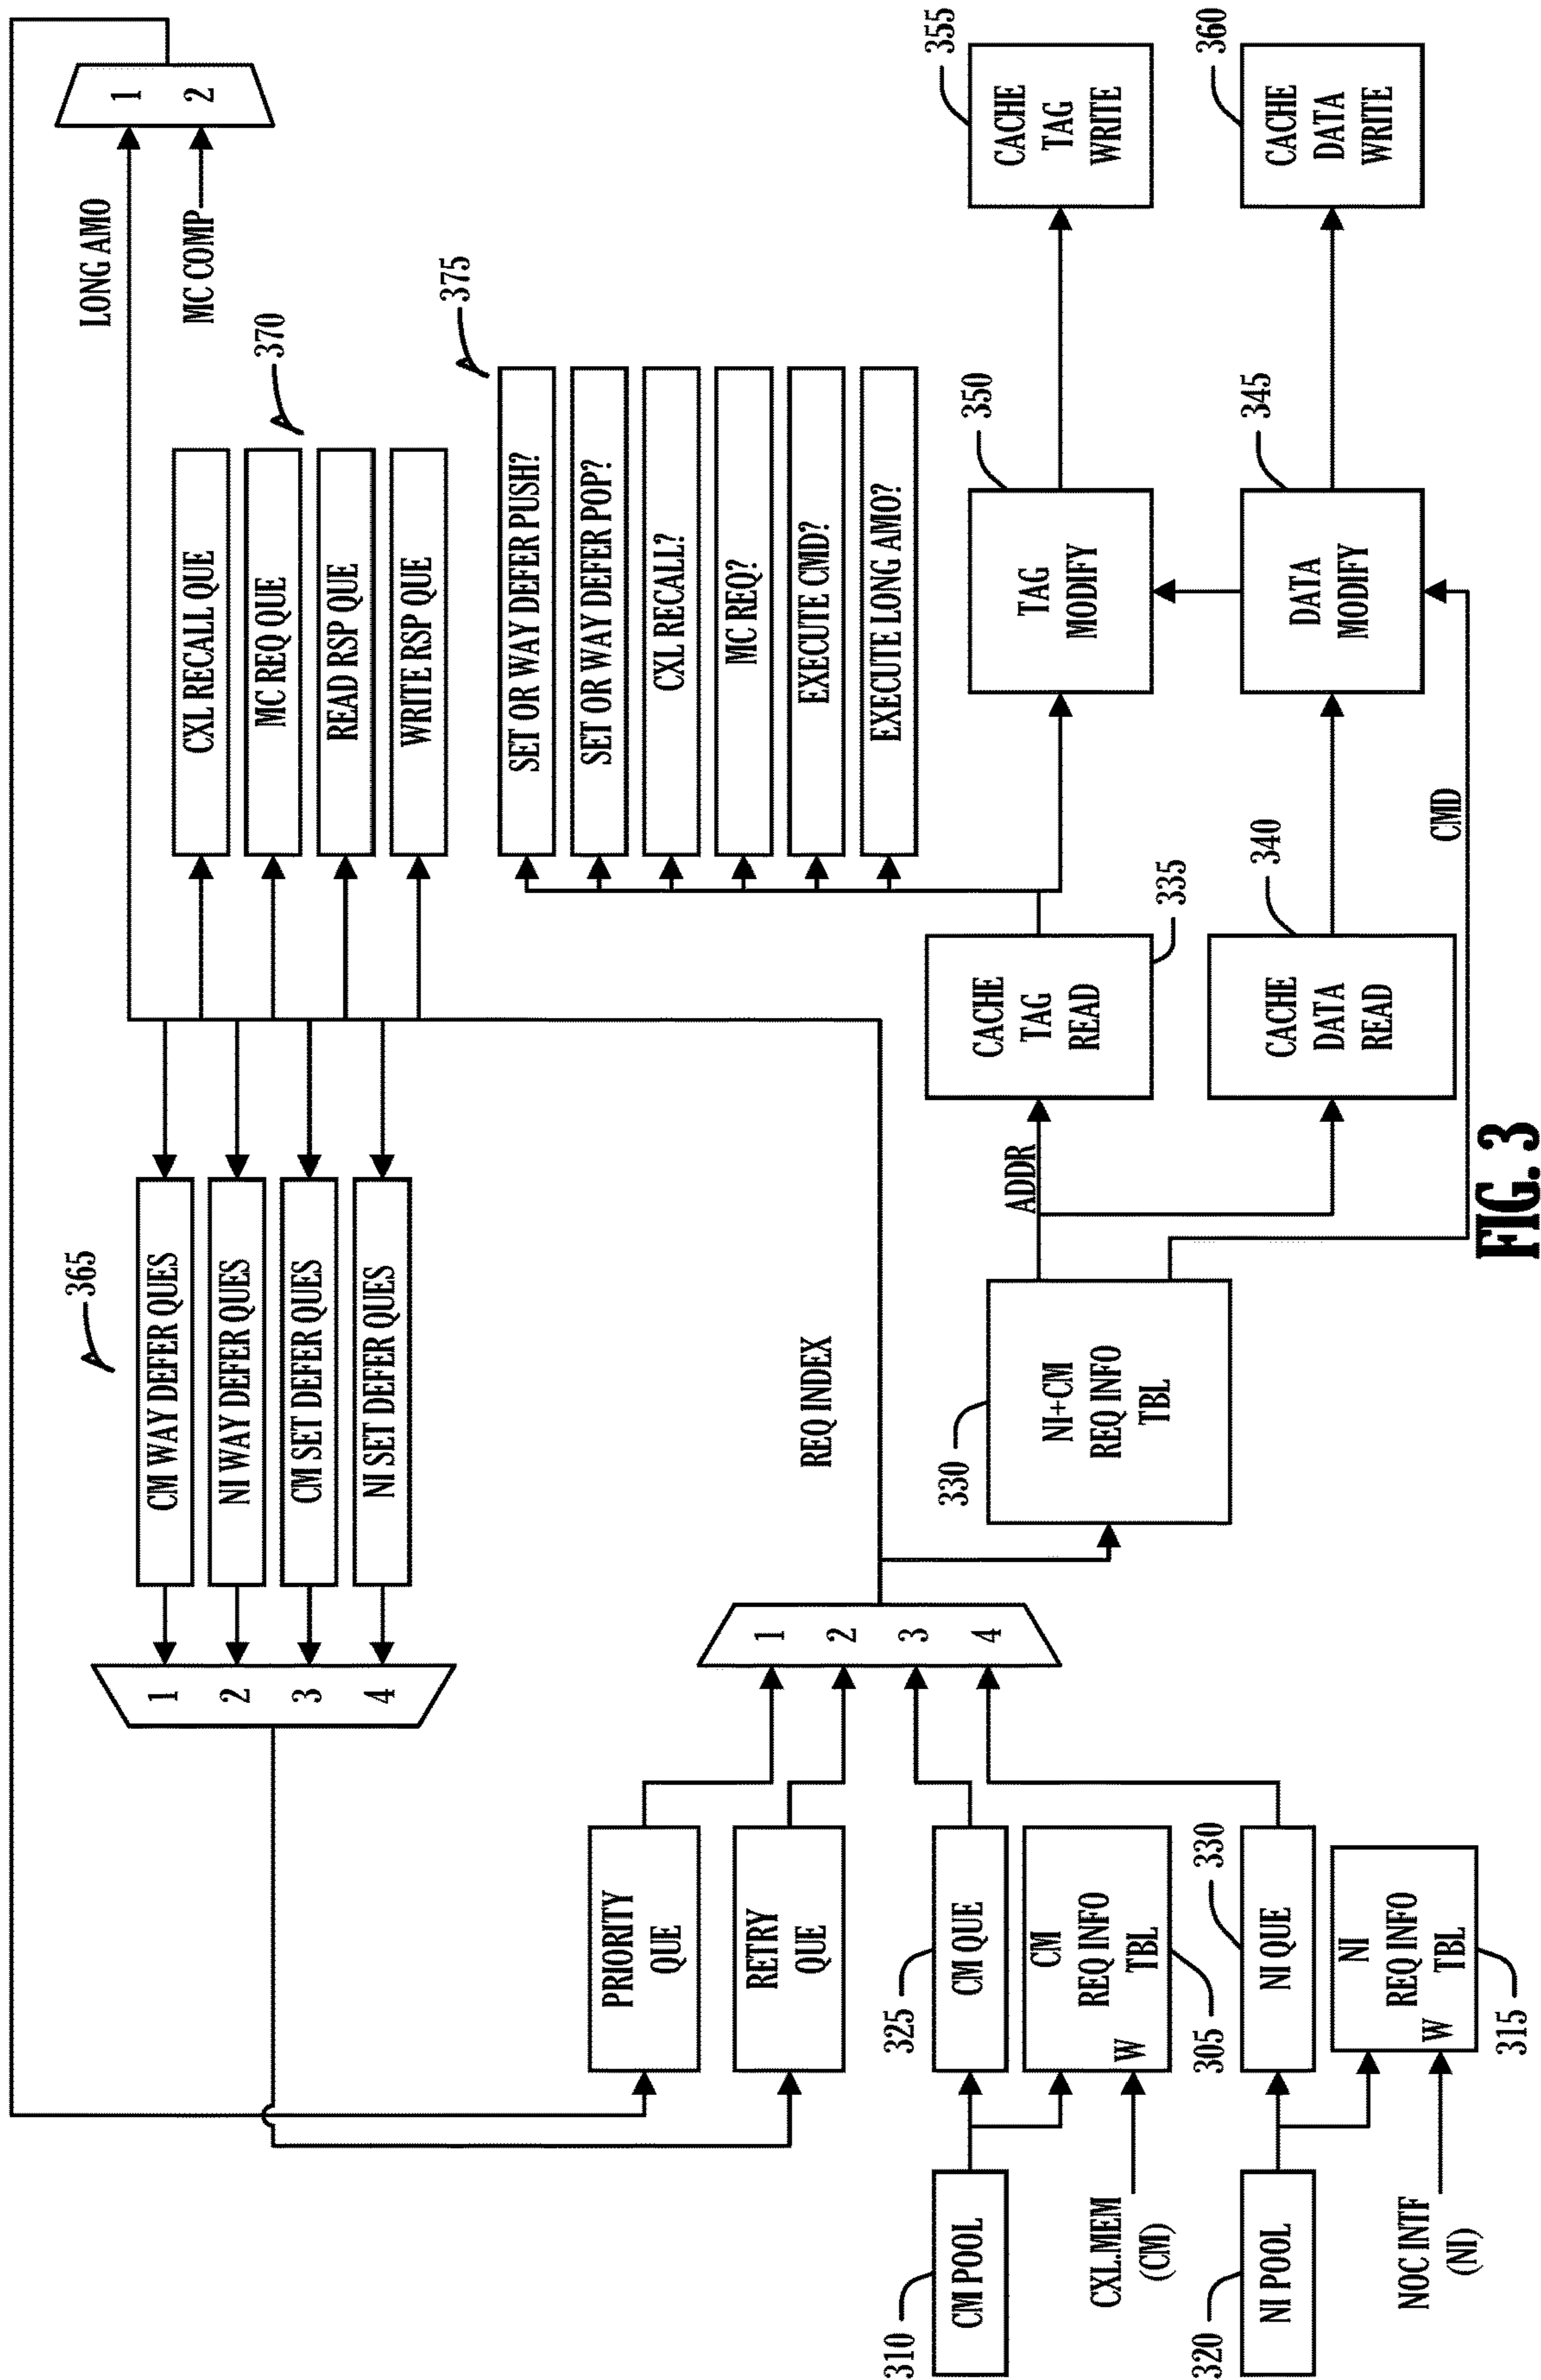 365
CM WAY DEFER QUES
NI WAY DEFER QUES
CM SET DEFER QUES
NI SET DEFER QUES
1
2
3
4
LONG AMO
MC COMP
1
2
370
CXL RECALL QUE
MC REQ QUE
READ RSP QUE
WRITE RSP QUE
375
SET OR WAY DEFER PUSH?
SET OR WAY DEFER POP?
CXL RECALL?
MC REQ?
EXECUTE CMD?
EXECUTE LONG AMO?
PRIORITY
QUE
RETRY
QUE
1
2
3
4
REQ INDEX
310
CM POOL
325
CM QUE
CXL.MEM
(CM)
CM
REQ INFO
TBL
W
305
320
NI POOL
330
NI QUE
NOC INTF
(NI)
NI
REQ INFO
TBL
W
315
330
NI+CM
REQ INFO
TBL
ADDR
CACHE
TAG
READ
335
350
TAG
MODIFY
355
CACHE
TAG
WRITE
340
CACHE
DATA
READ
345
DATA
MODIFY
360
CACHE
DATA
WRITE
CMD
FIG. 3